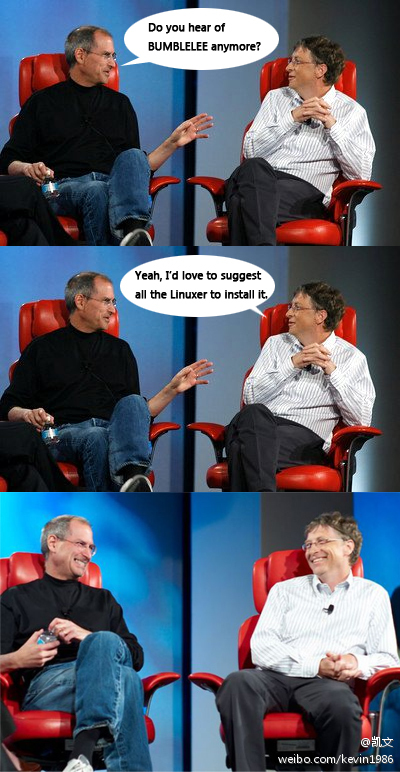 Do you hear of
BUMBLELEE anymore?
Yeah, I'd love to suggest
all the Linuxer to install it.
@凯文
weibo.com/kevin1986